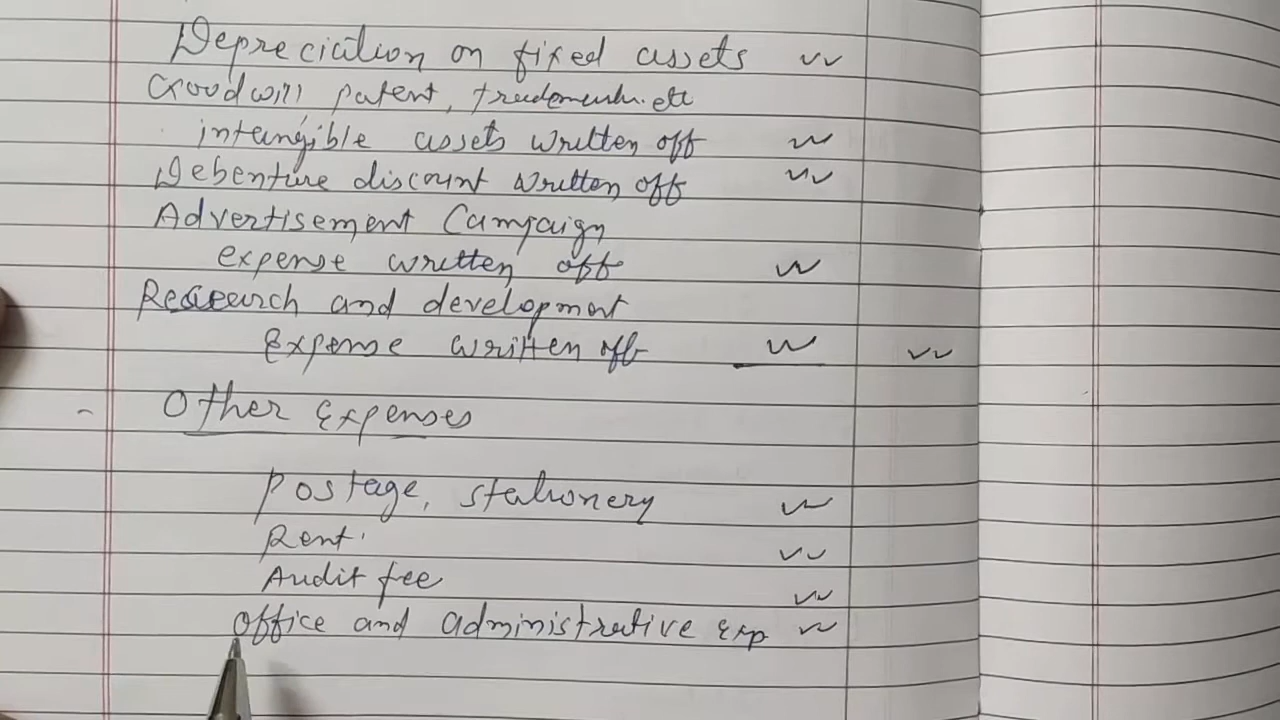 Depreciation on fixed assets ✓✓
Goodwill patent, trademark. etc
intangible assets written off ✓✓
Debenture discount written off ✓✓
Advertisement Campaign
expense written off ✓✓
Research and development
Expense written off ✓✓ ✓✓
Other Expenses
Postage, stationery ✓✓
Rent ✓✓
Audit fee ✓✓
office and administrative Exp ✓✓